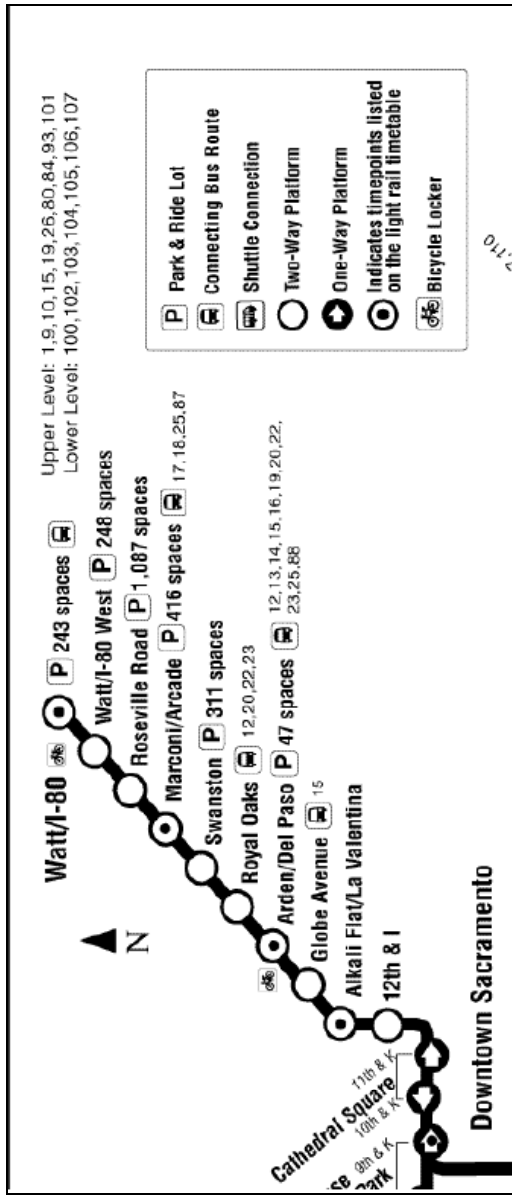 Upper Level: 1,9,10,15,19,26,80,84,93,101
Lower Level: 100,102,103,104,105,106,107
Watt/I-80 P 243 spaces
Watt/I-80 West P 248 spaces
Roseville Road P 1,087 spaces
Marconi/Arcade P 416 spaces 17,18,25,87
Swanston P 311 spaces
Royal Oaks 12,20,22,23
Arden/Del Paso P 47 spaces 12,13,14,15,16,19,20,22,
23,25,88
Globe Avenue 15
Alkali Flat/La Valentina
12th & I
11th & K
Cathedral Square
10th & K
9th & K
Park
Downtown Sacramento
N
P Park & Ride Lot
Connecting Bus Route
Shuttle Connection
Two-Way Platform
One-Way Platform
Indicates timepoints listed
on the light rail timetable
Bicycle Locker